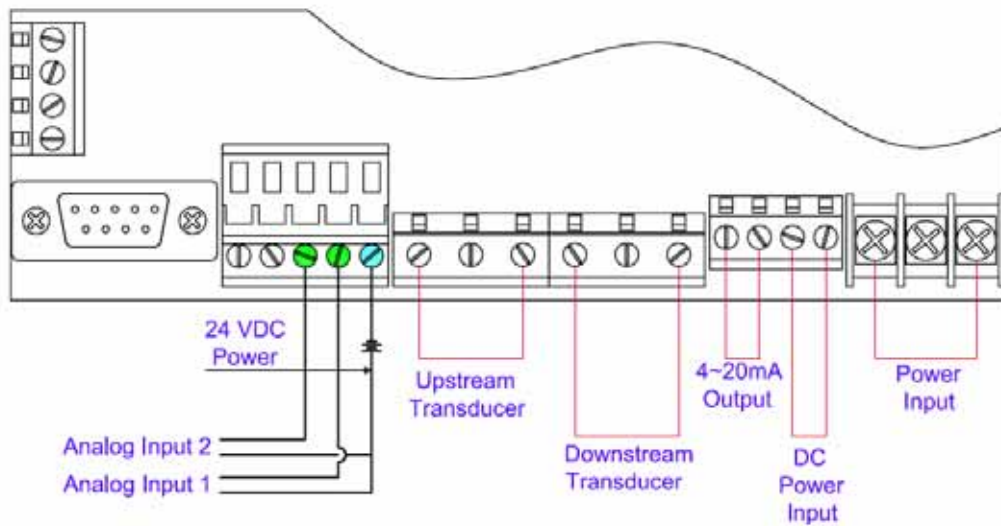 24 VDC
Power
Analog Input 2
Analog Input 1
Upstream
Transducer
Downstream
Transducer
4~20mA
Output
DC
Power
Input
Power
Input